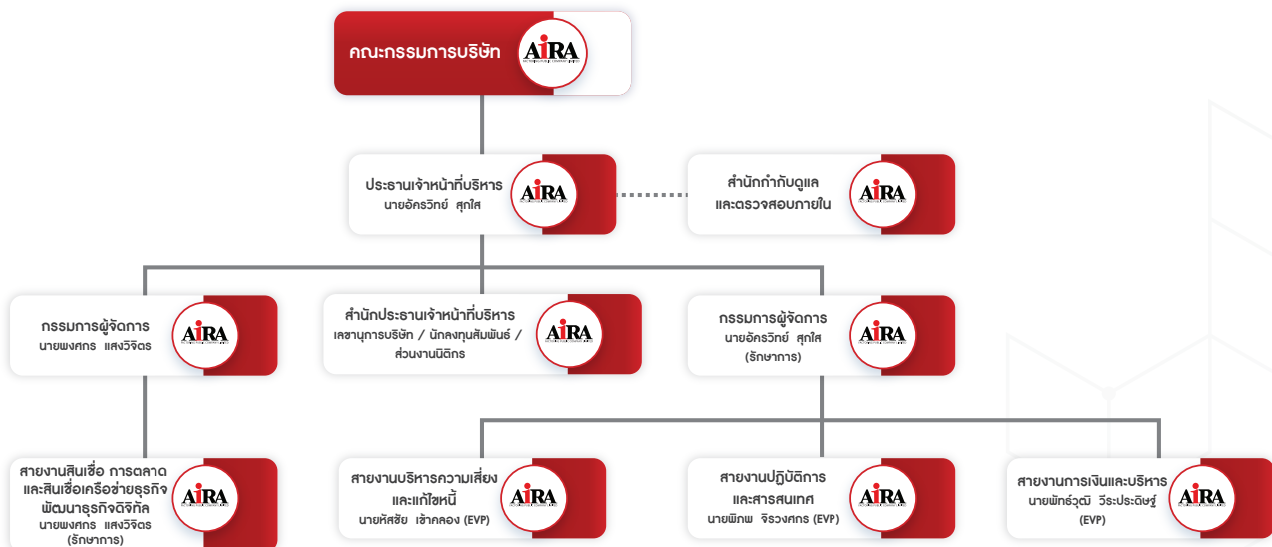 คณะกรรมการบริษัท
AiRA
ประธานเจ้าหน้าที่บริหาร
นายอัครวิทย์ สุกใส
AiRA
สำนักกำกับดูแล
และตรวจสอบภายใน
AiRA
กรรมการผู้จัดการ
นายพงศกร แสงวิจิตร
AiRA
สำนักประธานเจ้าหน้าที่บริหาร
เลขานุการบริษัท / นักลงทุนสัมพันธ์ /
ส่วนงานนิติกร
AiRA
กรรมการผู้จัดการ
นายอัครวิทย์ สุกใส
(รักษาการ)
AiRA
สายงานสินเชื่อ การตลาด
และสินเชื่อเครือข่ายธุรกิจ
พัฒนาธุรกิจดิจิทัล
นายพงศกร แสงวิจิตร
(รักษาการ)
AiRA
สายงานบริหารความเสี่ยง
และแก้ไขหนี้
นายหัสชัย เข้าคลอง (EVP)
AiRA
สายงานปฏิบัติการ
และสารสนเทศ
นายพิภพ จิรวงศกร (EVP)
AiRA
สายงานการเงินและบริหาร
นายพัทธ์วุฒิ วีระประดิษฐ์
(EVP)
AiRA